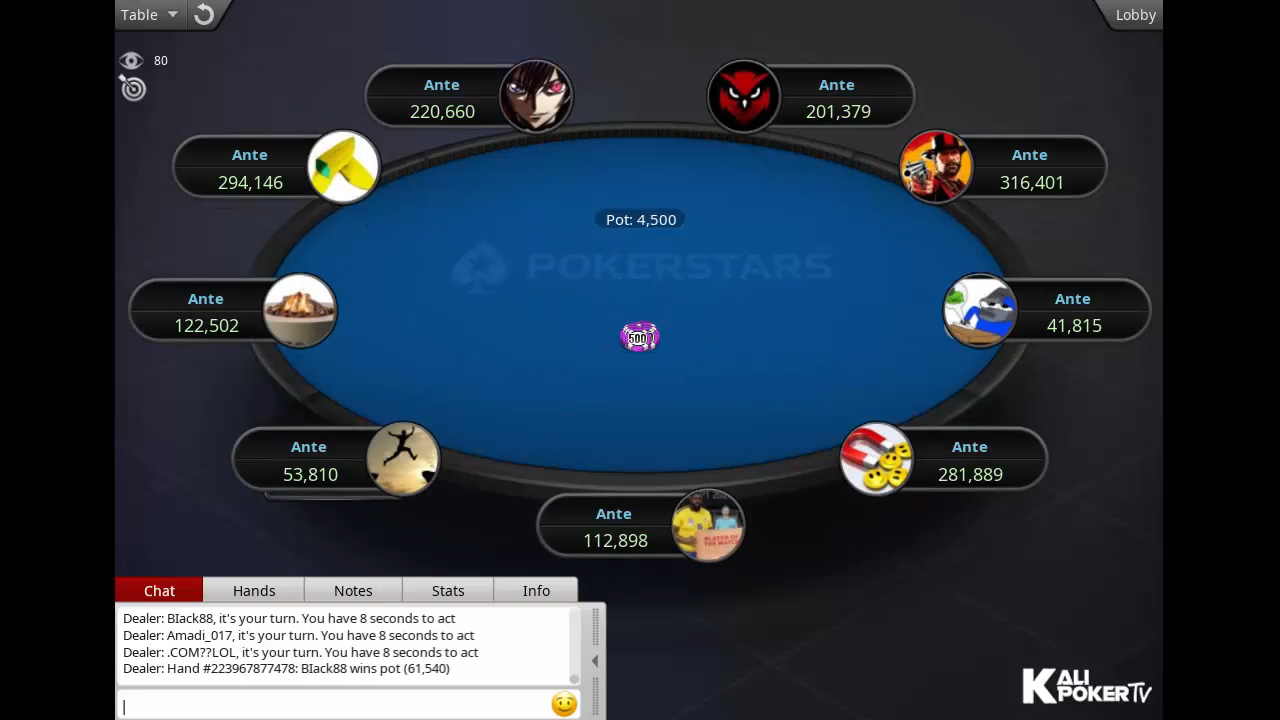 Table
Lobby
80
Ante
220,660
Ante
201,379
Ante
294,146
Ante
316,401
Pot: 4,500
POKERSTARS
Ante
122,502
Ante
41,815
500
Ante
53,810
Ante
281,889
Ante
112,898
PLAYER OF
THE MATCH
Chat
Hands
Notes
Stats
Info
Dealer: BIack88, it's your turn. You have 8 seconds to act
Dealer: Amadi_017, it's your turn. You have 8 seconds to act
Dealer: .COM??LOL, it's your turn. You have 8 seconds to act
Dealer: Hand #223967877478: BIack88 wins pot (61,540)
KALI
POKERTV